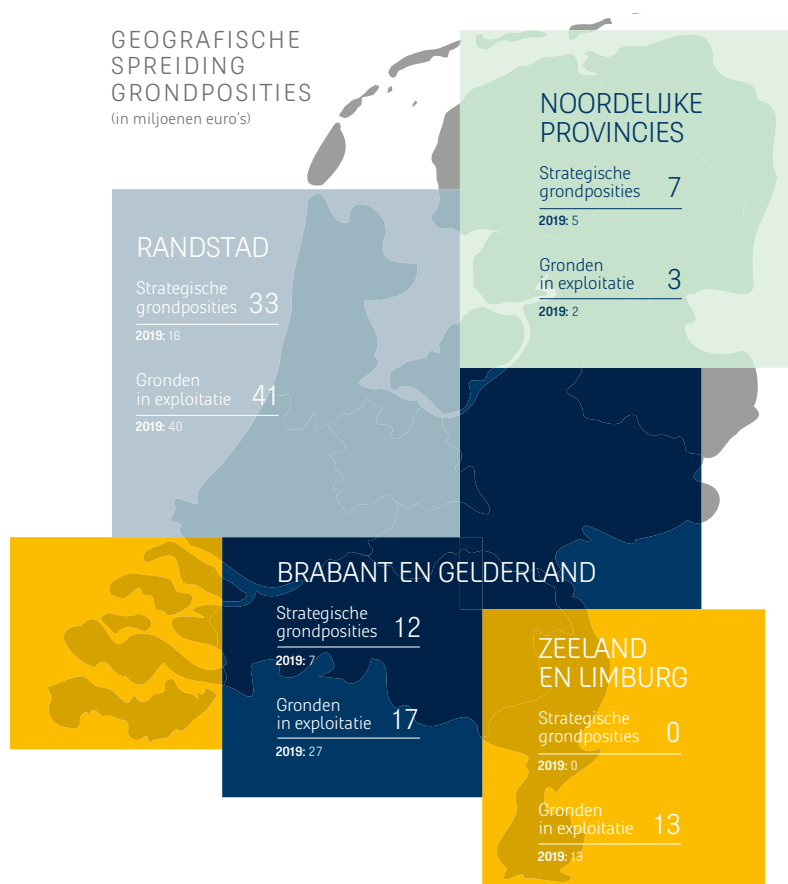 GEOGRAFISCHE
SPREIDING
GRONDPOSITIES
(in miljoenen euro's)
NOORDELIJKE
PROVINCIES
Strategische
grondposities 7
2019: 5
Gronden
in exploitatie 3
2019: 2
RANDSTAD
Strategische
grondposities 33
2019: 16
Gronden
in exploitatie 41
2019: 40
BRABANT EN GELDERLAND
Strategische
grondposities 12
2019: 7
Gronden
in exploitatie 17
2019: 27
ZEELAND
EN LIMBURG
Strategische
grondposities 0
2019: 0
Gronden
in exploitatie 13
2019: 13